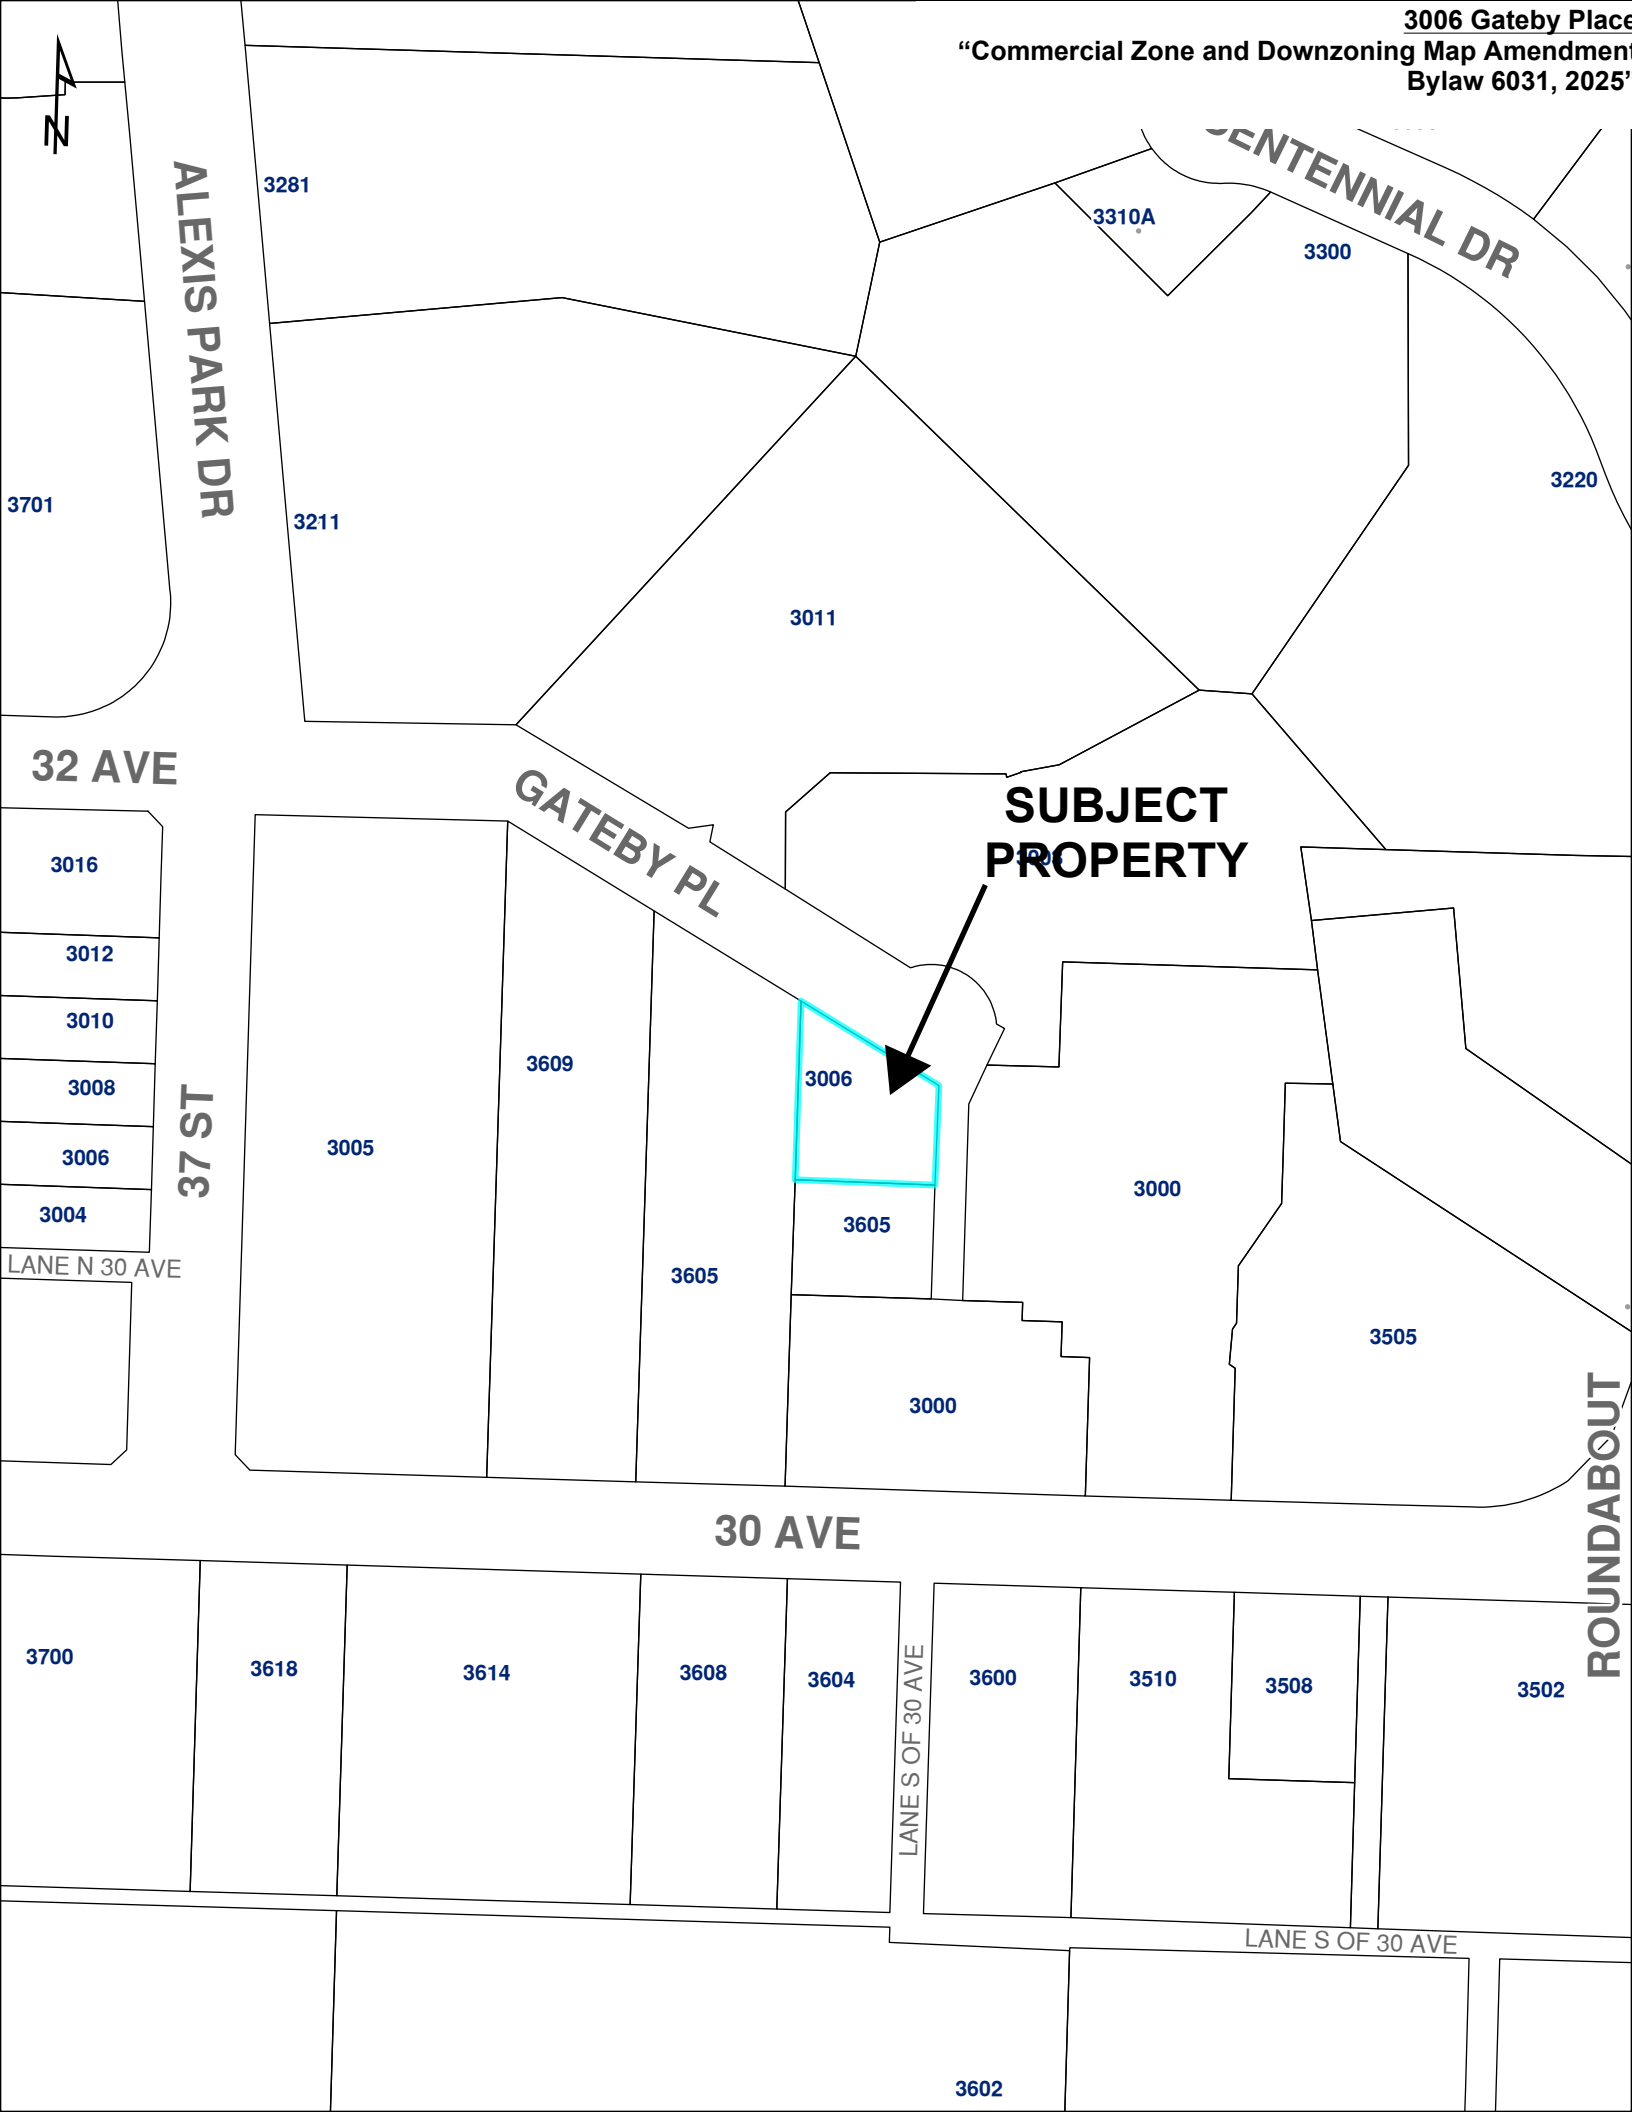 3006 Gateby Place
“Commercial Zone and Downzoning Map Amendment
Bylaw 6031, 2025”
N
CENTENNIAL DR
ALEXIS PARK DR
3281
3310A
3300
3220
3701
3211
3011
32 AVE
GATEBY PL
SUBJECT
PROPERTY
3016
3012
3010
3008
3006
3004
LANE N 30 AVE
37 ST
3005
3609
3006
3605
3605
3000
3000
3505
ROUNDABOUT
30 AVE
3700
3618
3614
3608
3604
LANE S OF 30 AVE
3600
3510
3508
3502
LANE S OF 30 AVE
3602